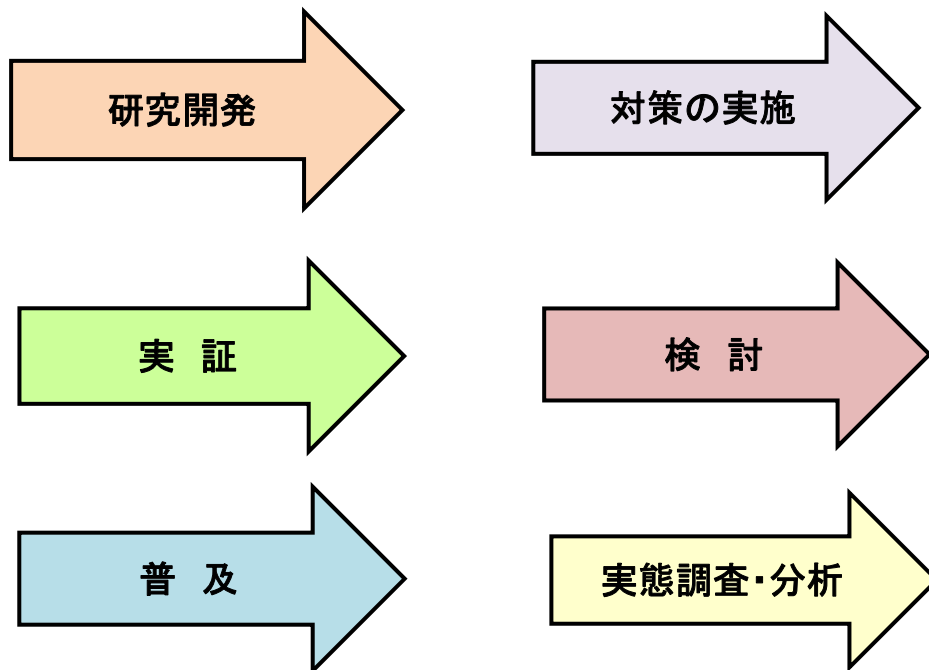 研究開発
対策の実施
実 証
検 討
普 及
実態調査・分析